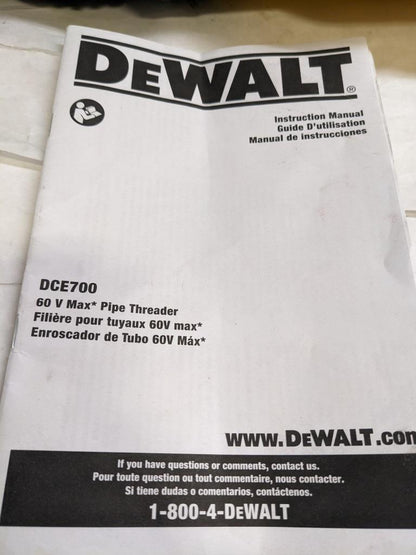 DEWALT®
Instruction Manual
Guide D'utilisation
Manual de instrucciones
DCE700
60 V Max* Pipe Threader
Filière pour tuyaux 60V max*
Enroscador de Tubo 60V Máx*
www.DEWALT.com
If you have questions or comments, contact us.
Pour toute question ou tout commentaire, nous contacter.
Si tiene dudas o comentarios, contáctenos.
1-800-4-DEWALT